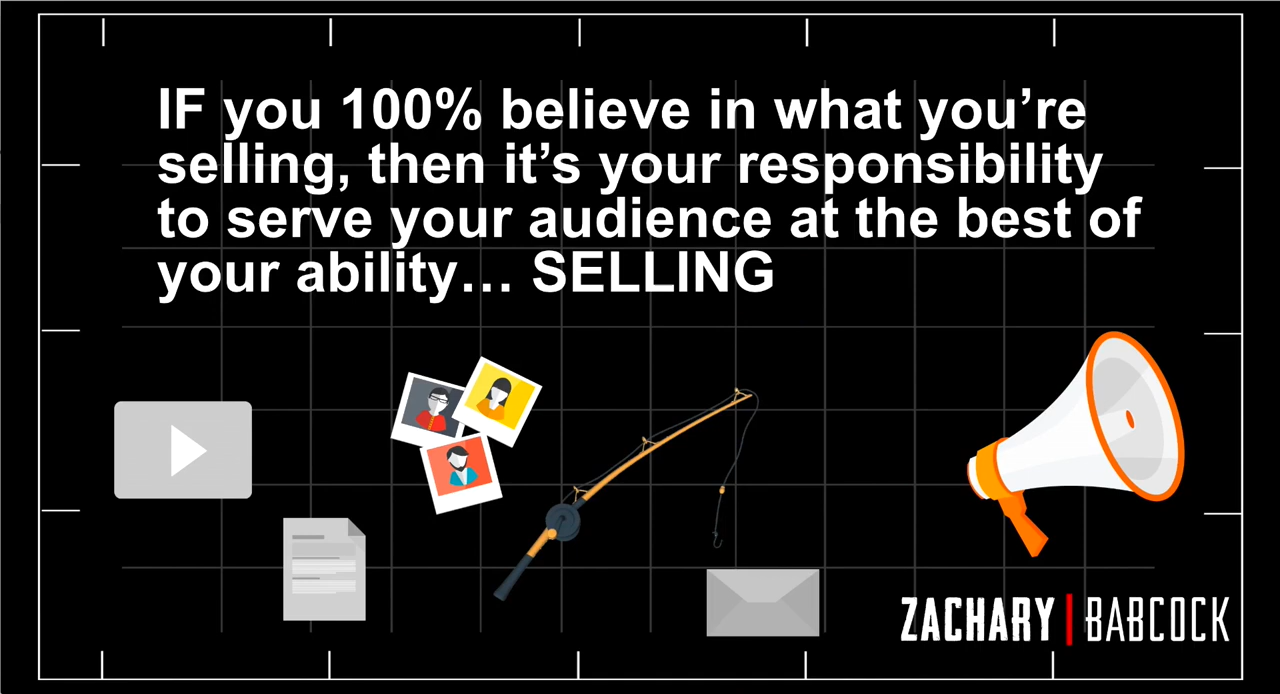 IF you 100% believe in what you’re
selling, then it’s your responsibility
to serve your audience at the best of
your ability… SELLING
ZACHARY | BABCOCK